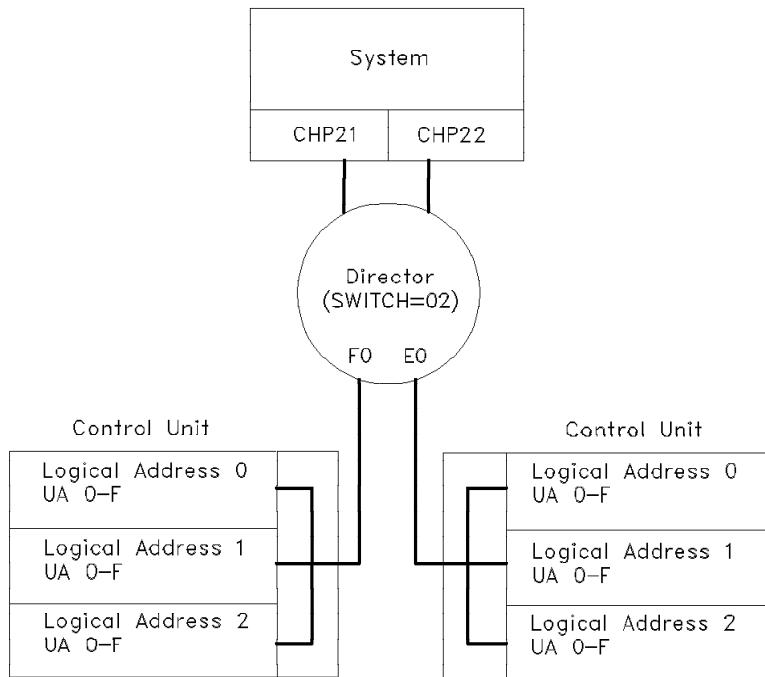 System
CHP21 CHP22
Director
(SWITCH=02)
F0 E0
Control Unit
Logical Address 0
UA 0-F
Logical Address 1
UA 0-F
Logical Address 2
UA 0-F
Control Unit
Logical Address 0
UA 0-F
Logical Address 1
UA 0-F
Logical Address 2
UA 0-F